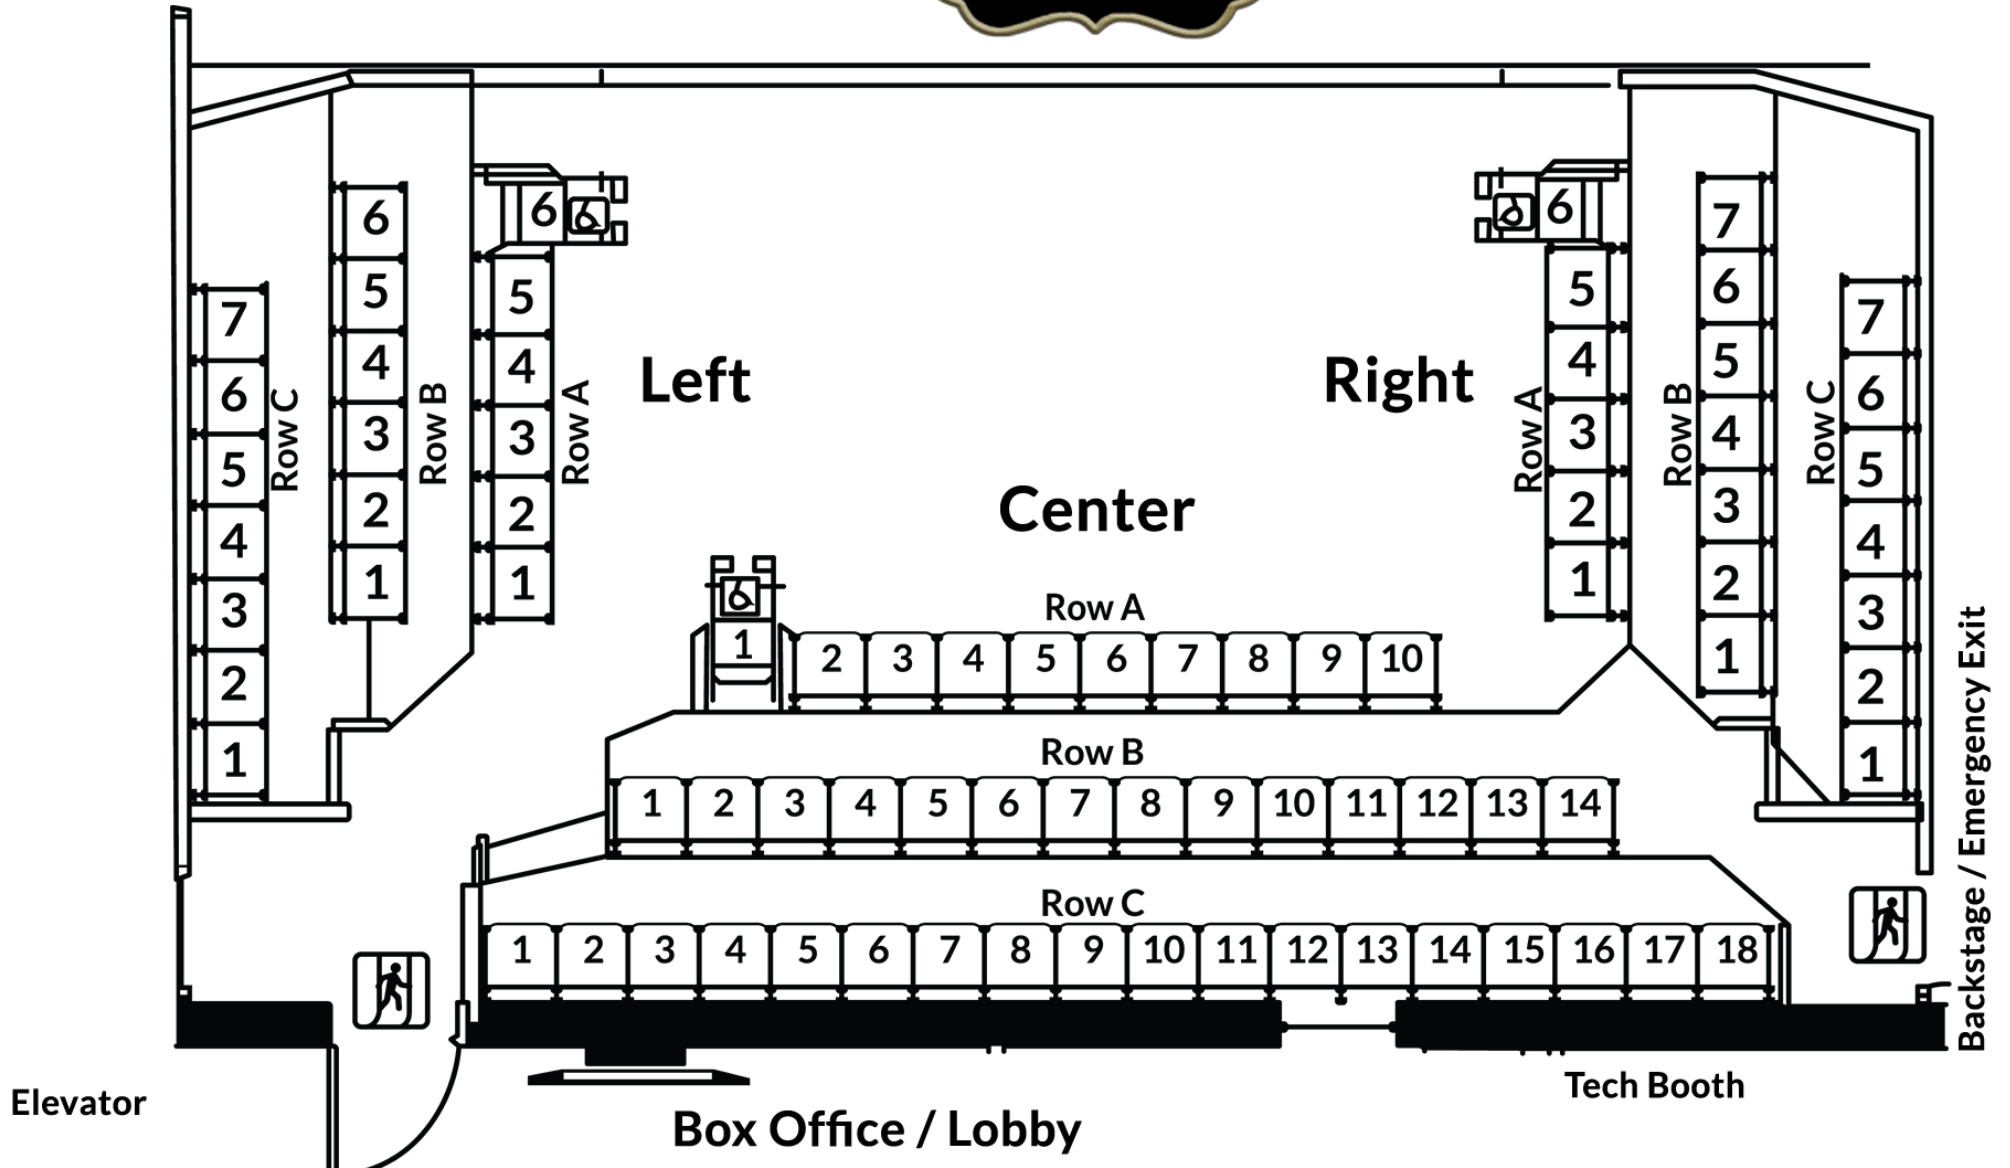 6
5
4
3
2
1
Row B
7
6
5
4
3
2
1
Row C
6
5
4
3
2
1
Row A
Left
Right
Center
6
5
4
3
2
1
Row A
7
6
5
4
3
2
1
Row B
7
6
5
4
3
2
1
Row C
Row A
1 2 3 4 5 6 7 8 9 10
Row B
1 2 3 4 5 6 7 8 9 10 11 12 13 14
Row C
1 2 3 4 5 6 7 8 9 10 11 12 13 14 15 16 17 18
Backstage / Emergency Exit
Elevator
Box Office / Lobby
Tech Booth